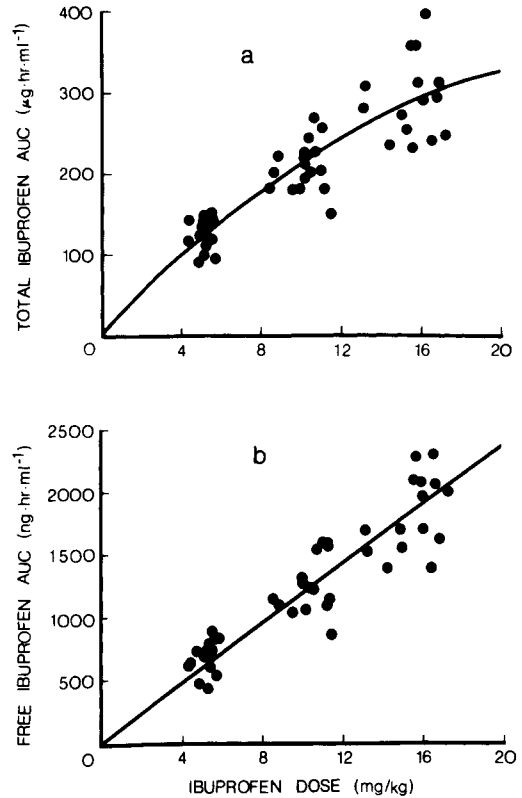 a
TOTAL IBUPROFEN AUC (µg·hr·ml⁻¹)
400
300
200
100
O
4 8 12 16 20
b
FREE IBUPROFEN AUC (ng·hr·ml⁻¹)
2500
2000
1500
1000
500
O
4 8 12 16 20
IBUPROFEN DOSE (mg/kg)